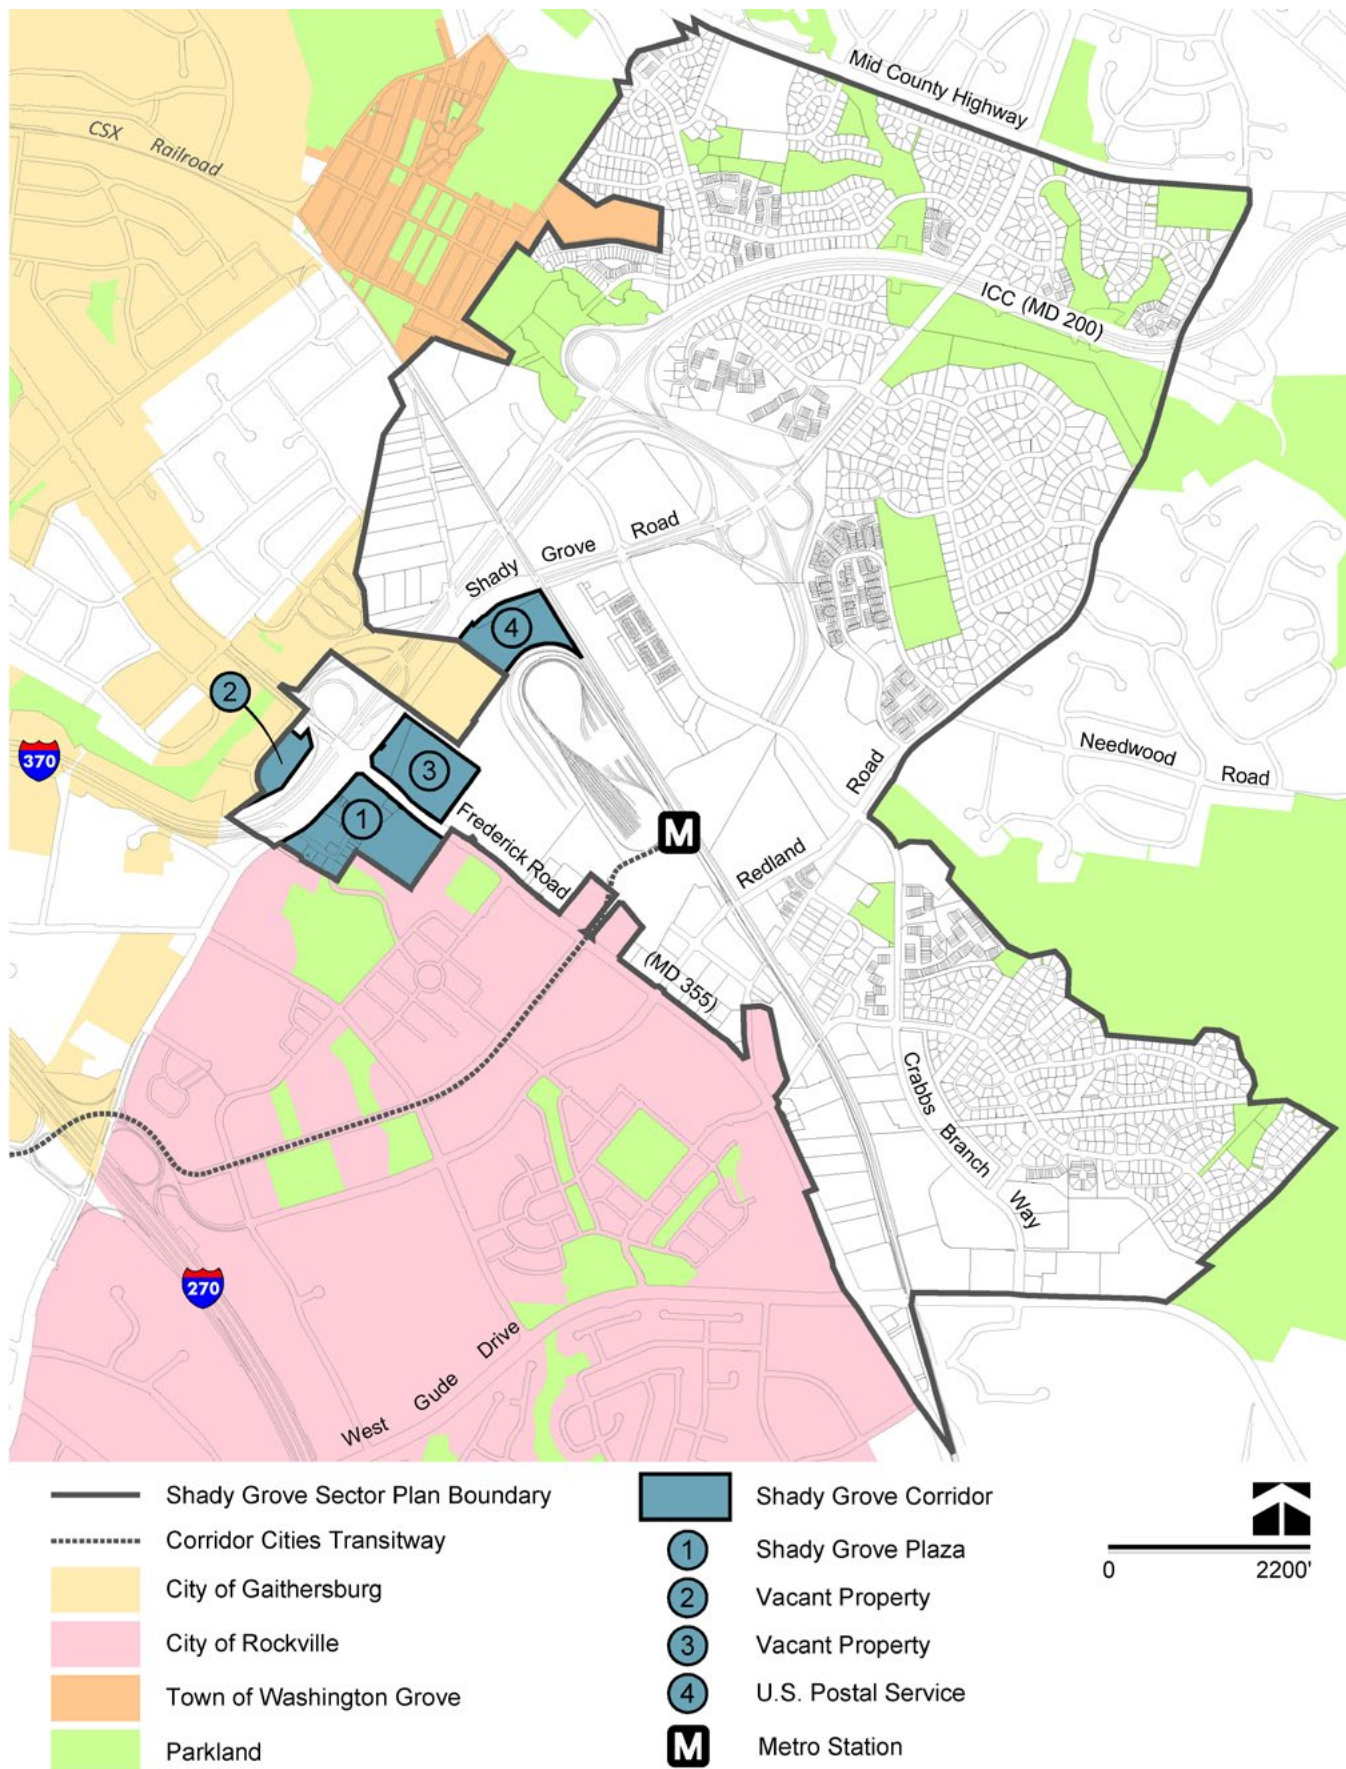 Mid County Highway
CSX Railroad
ICC (MD 200)
Shady Grove Road
4
2
370
3
1
Needwood Road
Redland Road
Frederick Road
M
(MD 355)
Crabbs Branch Way
270
West Gude Drive
Shady Grove Sector Plan Boundary
Corridor Cities Transitway
City of Gaithersburg
City of Rockville
Town of Washington Grove
Parkland
Shady Grove Corridor
1 Shady Grove Plaza
2 Vacant Property
3 Vacant Property
4 U.S. Postal Service
M Metro Station
0 2200'